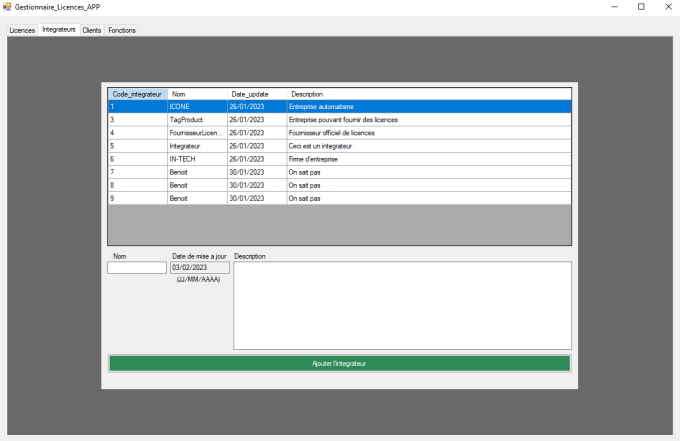 Gestionnaire_Licences_APP
Licences Integrateurs Clients Fonctions
Code_integrateur Nom Date_update Description
1 ICONE 26/01/2023 Entreprise automatisme
3 TagProduct 26/01/2023 Entreprise pouvant fournir des licences
4 FournisseurLicen... 26/01/2023 Fournisseur officiel de licences
5 Integrateur 26/01/2023 Ceci est un integrateur
6 IN-TECH 26/01/2023 Firme d'entreprise
7 Benoit 30/01/2023 On sait pas
8 Benoit 30/01/2023 On sait pas
9 Benoit 30/01/2023 On sait pas
Nom Date de mise a jour Description
03/02/2023
(JJ/MM/AAAA)
Ajouter l'integrateur